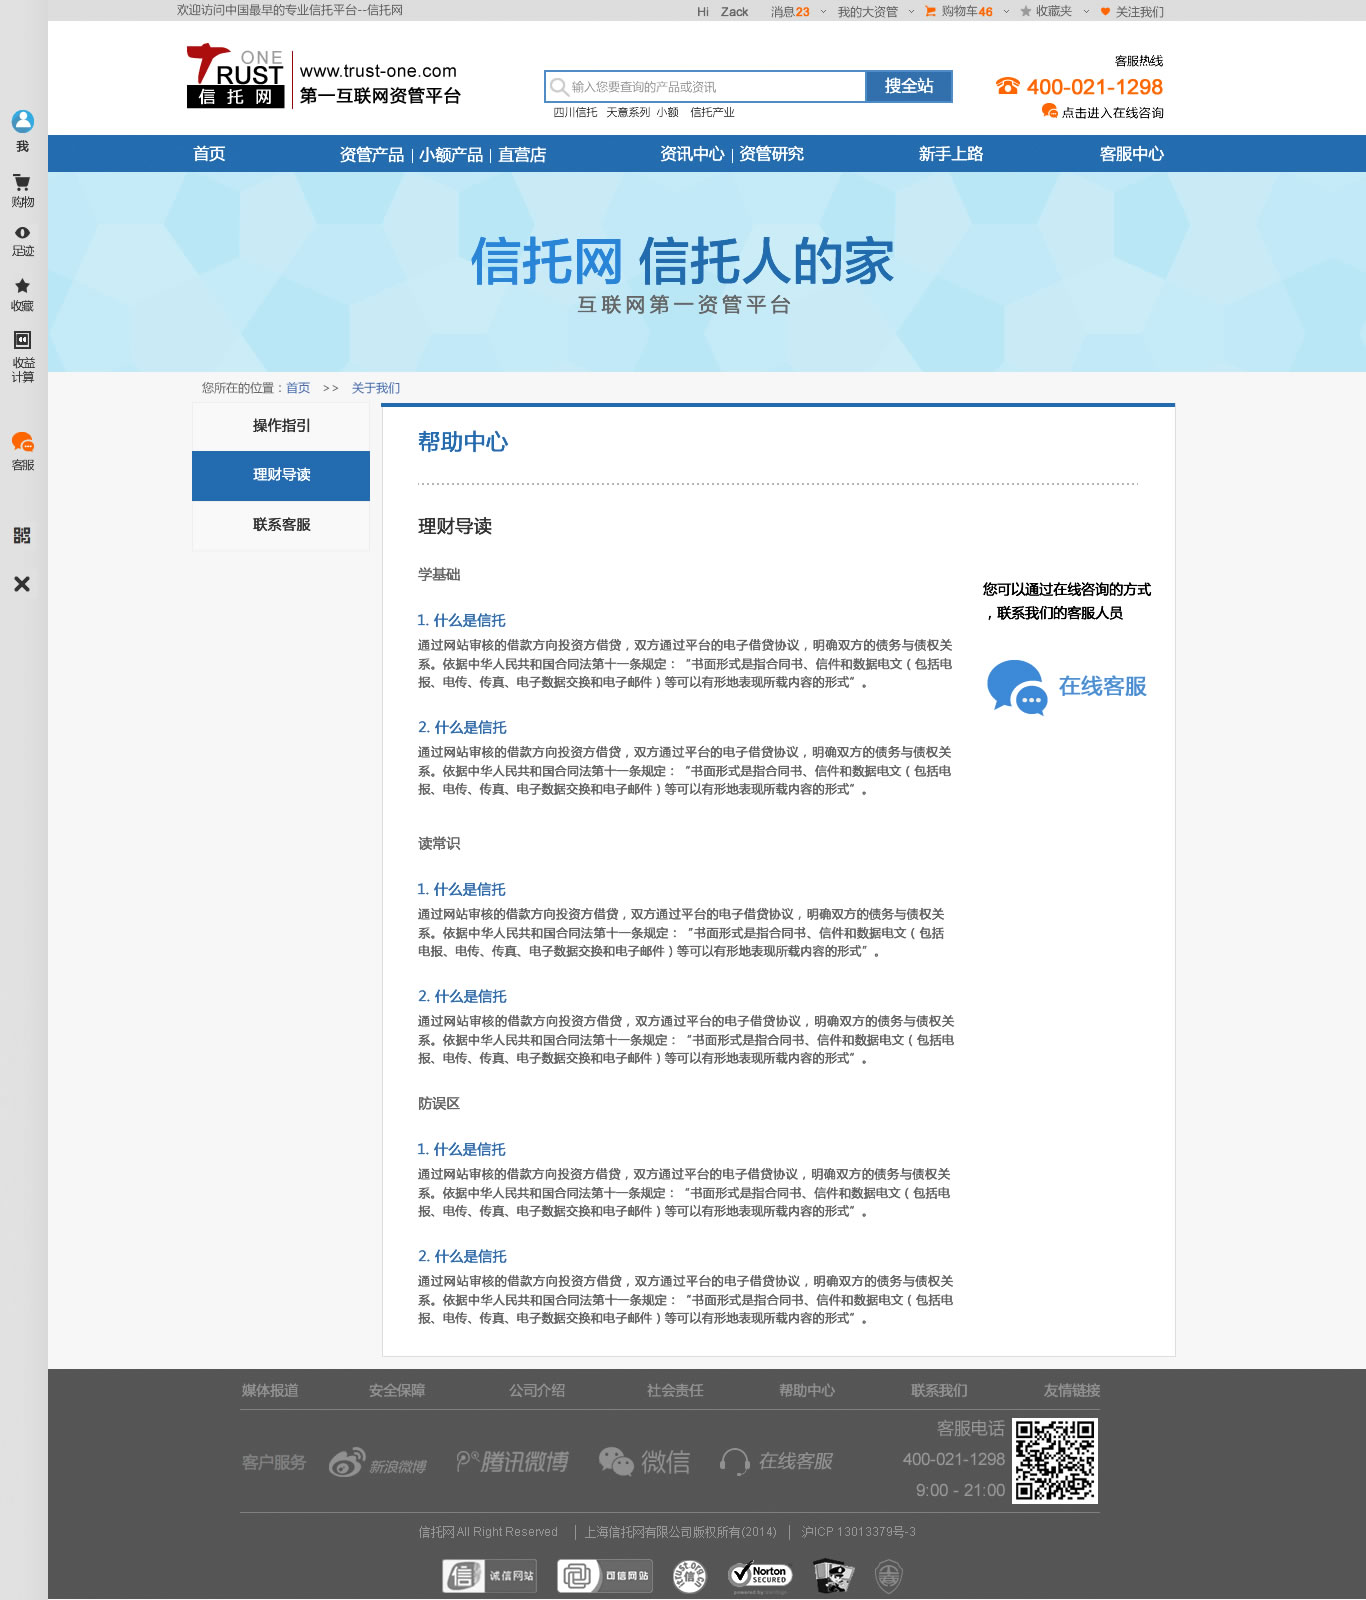 欢迎访问中国最早的专业信托平台--信托网
Hi Zack 消息23 我的大资管 购物车46 收藏夹 关注我们
ONE
TRUST
信托网
www.trust-one.com
第一互联网资管平台
输入您要查询的产品或资讯 搜全站
四川信托 天意系列 小额 信托产业
客服热线
400-021-1298
点击进入在线咨询
我
购物
足迹
收藏
收益
计算
客服
首页 资管产品 | 小额产品 | 直营店 资讯中心 | 资管研究 新手上路 客服中心
信托网 信托人的家
互联网第一资管平台
您所在的位置：首页 >> 关于我们
操作指引
理财导读
联系客服
帮助中心
理财导读
学基础
1. 什么是信托
通过网站审核的借款方向投资方借贷，双方通过平台的电子借贷协议，明确双方的债务与债权关
系。依据中华人民共和国合同法第十一条规定：“书面形式是指合同书、信件和数据电文（包括电
报、电传、传真、电子数据交换和电子邮件）等可以有形地表现所载内容的形式”。
2. 什么是信托
通过网站审核的借款方向投资方借贷，双方通过平台的电子借贷协议，明确双方的债务与债权关
系。依据中华人民共和国合同法第十一条规定：“书面形式是指合同书、信件和数据电文（包括电
报、电传、传真、电子数据交换和电子邮件）等可以有形地表现所载内容的形式”。
读常识
1. 什么是信托
通过网站审核的借款方向投资方借贷，双方通过平台的电子借贷协议，明确双方的债务与债权关
系。依据中华人民共和国合同法第十一条规定：“书面形式是指合同书、信件和数据电文（包括
电报、电传、传真、电子数据交换和电子邮件）等可以有形地表现所载内容的形式”。
2. 什么是信托
通过网站审核的借款方向投资方借贷，双方通过平台的电子借贷协议，明确双方的债务与债权关
系。依据中华人民共和国合同法第十一条规定：“书面形式是指合同书、信件和数据电文（包括电
报、电传、传真、电子数据交换和电子邮件）等可以有形地表现所载内容的形式”。
防误区
1. 什么是信托
通过网站审核的借款方向投资方借贷，双方通过平台的电子借贷协议，明确双方的债务与债权关
系。依据中华人民共和国合同法第十一条规定：“书面形式是指合同书、信件和数据电文（包括电
报、电传、传真、电子数据交换和电子邮件）等可以有形地表现所载内容的形式”。
2. 什么是信托
通过网站审核的借款方向投资方借贷，双方通过平台的电子借贷协议，明确双方的债务与债权关
系。依据中华人民共和国合同法第十一条规定：“书面形式是指合同书、信件和数据电文（包括电
报、电传、传真、电子数据交换和电子邮件）等可以有形地表现所载内容的形式”。
您可以通过在线咨询的方式
，联系我们的客服人员
在线客服
媒体报道 安全保障 公司介绍 社会责任 帮助中心 联系我们 友情链接
客户服务 新浪微博 腾讯微博 微信 在线客服
客服电话
400-021-1298
9:00 - 21:00
信托网 All Right Reserved | 上海信托网有限公司版权所有(2014) | 沪ICP 13013379号-3
信 诚信网站 可信网站 信 Norton
SECURED